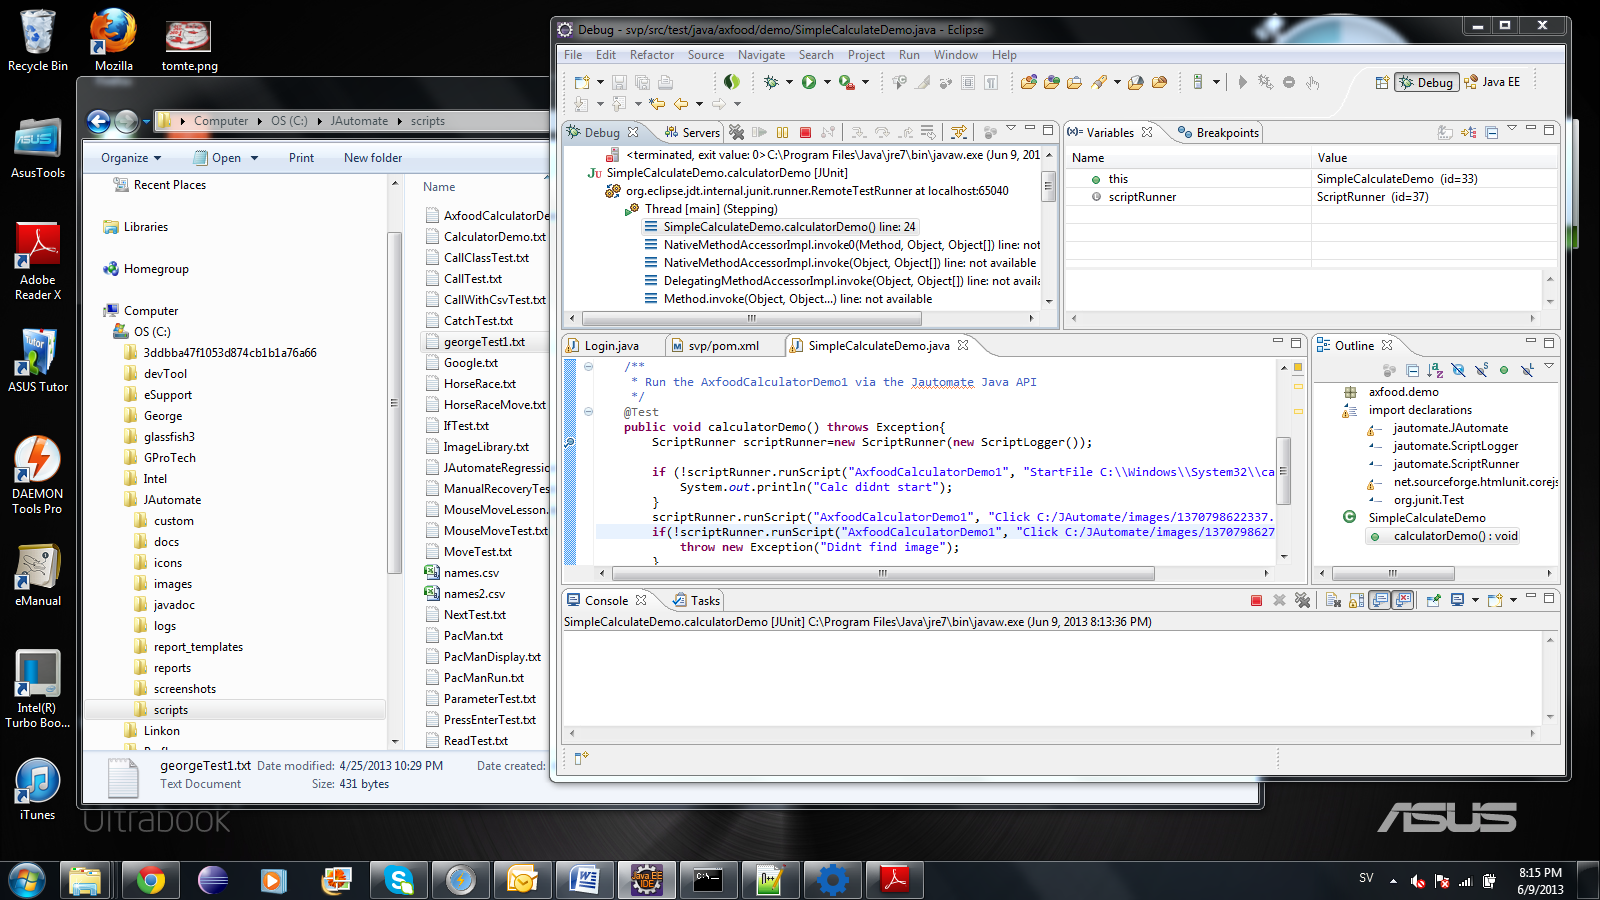 Recycle Bin
Mozilla
tomte.png
AsusTools
Adobe
Reader X
ASUS Tutor
DAEMON
Tools Pro
eManual
Intel(R)
Turbo Boo...
iTunes
Computer
OS (C:)
JAutomate
scripts
Organize
Open
Print
New folder
Recent Places
Libraries
Homegroup
Computer
OS (C:)
3ddbba47f1053d874cb1b1a76a66
devTool
eSupport
George
glassfish3
GProTech
Intel
JAutomate
custom
docs
icons
images
javadoc
logs
report_templates
reports
screenshots
scripts
Linkon
Name
AxfoodCalculatorDe
CalculatorDemo.txt
CallClassTest.txt
CallTest.txt
CallWithCsvTest.txt
CatchTest.txt
georgeTest1.txt
Google.txt
HorseRace.txt
HorseRaceMove.txt
IfTest.txt
ImageLibrary.txt
JAutomateRegressio
ManualRecoveryTes
MouseMoveLesson.
MouseMoveTest.txt
MoveTest.txt
names.csv
names2.csv
NextTest.txt
PacMan.txt
PacManDisplay.txt
PacManRun.txt
ParameterTest.txt
PressEnterTest.txt
ReadTest.txt
georgeTest1.txt Date modified: 4/25/2013 10:29 PM Date created:
Text Document Size: 431 bytes
Debug - svp/src/test/java/axfood/demo/SimpleCalculateDemo.java - Eclipse
File Edit Refactor Source Navigate Search Project Run Window Help
Debug Java EE
Debug Servers
<terminated, exit value: 0>C:\Program Files\Java\jre7\bin\javaw.exe (Jun 9, 201
SimpleCalculateDemo.calculatorDemo [JUnit]
org.eclipse.jdt.internal.junit.runner.RemoteTestRunner at localhost:65040
Thread [main] (Stepping)
SimpleCalculateDemo.calculatorDemo() line: 24
NativeMethodAccessorImpl.invoke0(Method, Object, Object[]) line: not
NativeMethodAccessorImpl.invoke(Object, Object[]) line: not available
DelegatingMethodAccessorImpl.invoke(Object, Object[]) line: not availa
Method.invoke(Object, Object...) line: not available
(x)= Variables Breakpoints
Name Value
this SimpleCalculateDemo (id=33)
scriptRunner ScriptRunner (id=37)
Login.java svp/pom.xml SimpleCalculateDemo.java
/**
* Run the AxfoodCalculatorDemo1 via the Jautomate Java API
*/
@Test
public void calculatorDemo() throws Exception{
ScriptRunner scriptRunner=new ScriptRunner(new ScriptLogger());
if (!scriptRunner.runScript("AxfoodCalculatorDemo1", "StartFile C:\\Windows\\System32\\ca
System.out.println("Calc didnt start");
}
scriptRunner.runScript("AxfoodCalculatorDemo1", "Click C:/JAutomate/images/1370798622337.
if(!scriptRunner.runScript("AxfoodCalculatorDemo1", "Click C:/JAutomate/images/1370798627
throw new Exception("Didnt find image");
}
Outline
axfood.demo
import declarations
jautomate.JAutomate
jautomate.ScriptLogger
jautomate.ScriptRunner
net.sourceforge.htmlunit.corejs
org.junit.Test
SimpleCalculateDemo
calculatorDemo() : void
Console Tasks
SimpleCalculateDemo.calculatorDemo [JUnit] C:\Program Files\Java\jre7\bin\javaw.exe (Jun 9, 2013 8:13:36 PM)
Ultrabook
ASUS
Java EE
IDE
SV
8:15 PM
6/9/2013